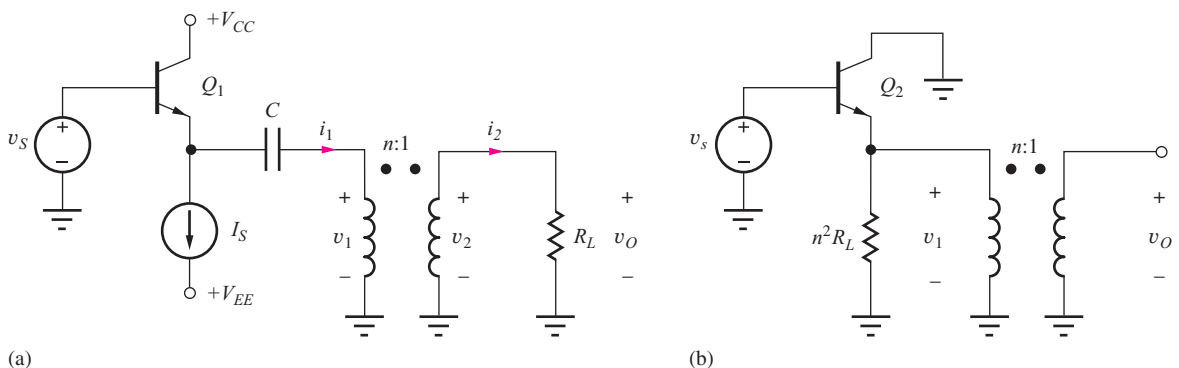 +V_CC
Q_1
C
i_1
n:1
i_2
v_S
+
−
+
v_1
−
+
v_2
−
R_L
+
v_O
−
I_S
+V_EE
(a)
Q_2
v_s
+
−
n:1
n^2R_L
+
v_1
−
+
v_O
−
(b)